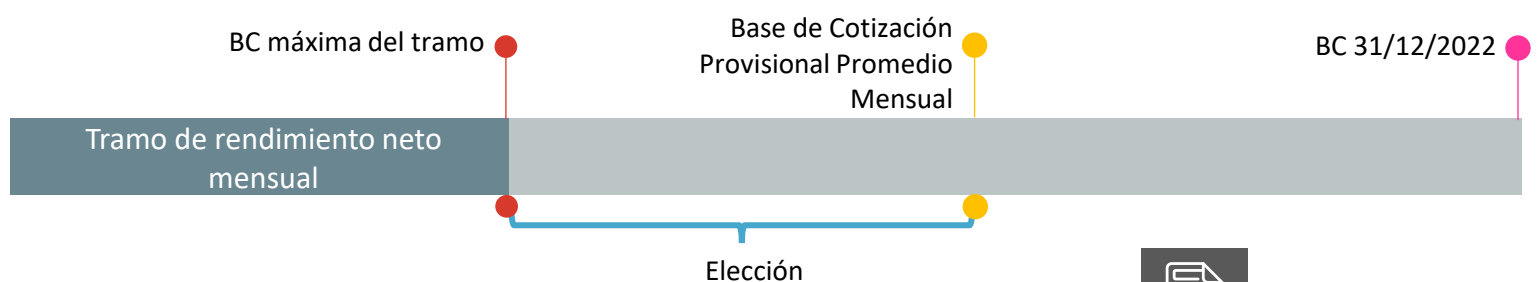 BC máxima del tramo
Base de Cotización
Provisional Promedio
Mensual
BC 31/12/2022
Tramo de rendimiento neto
mensual
Elección